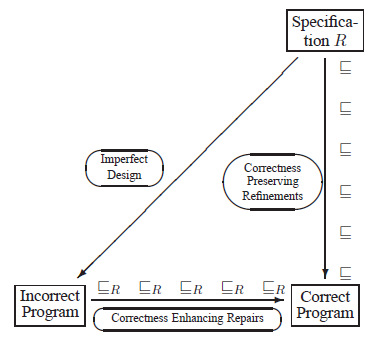 Specifica-
tion R
⊑
⊑
Imperfect
Design
⊑
Correctness
Preserving
Refinements
⊑
⊑
⊑
⊑R ⊑R ⊑R ⊑R ⊑R
Incorrect
Program
Correct
Program
Correctness Enhancing Repairs